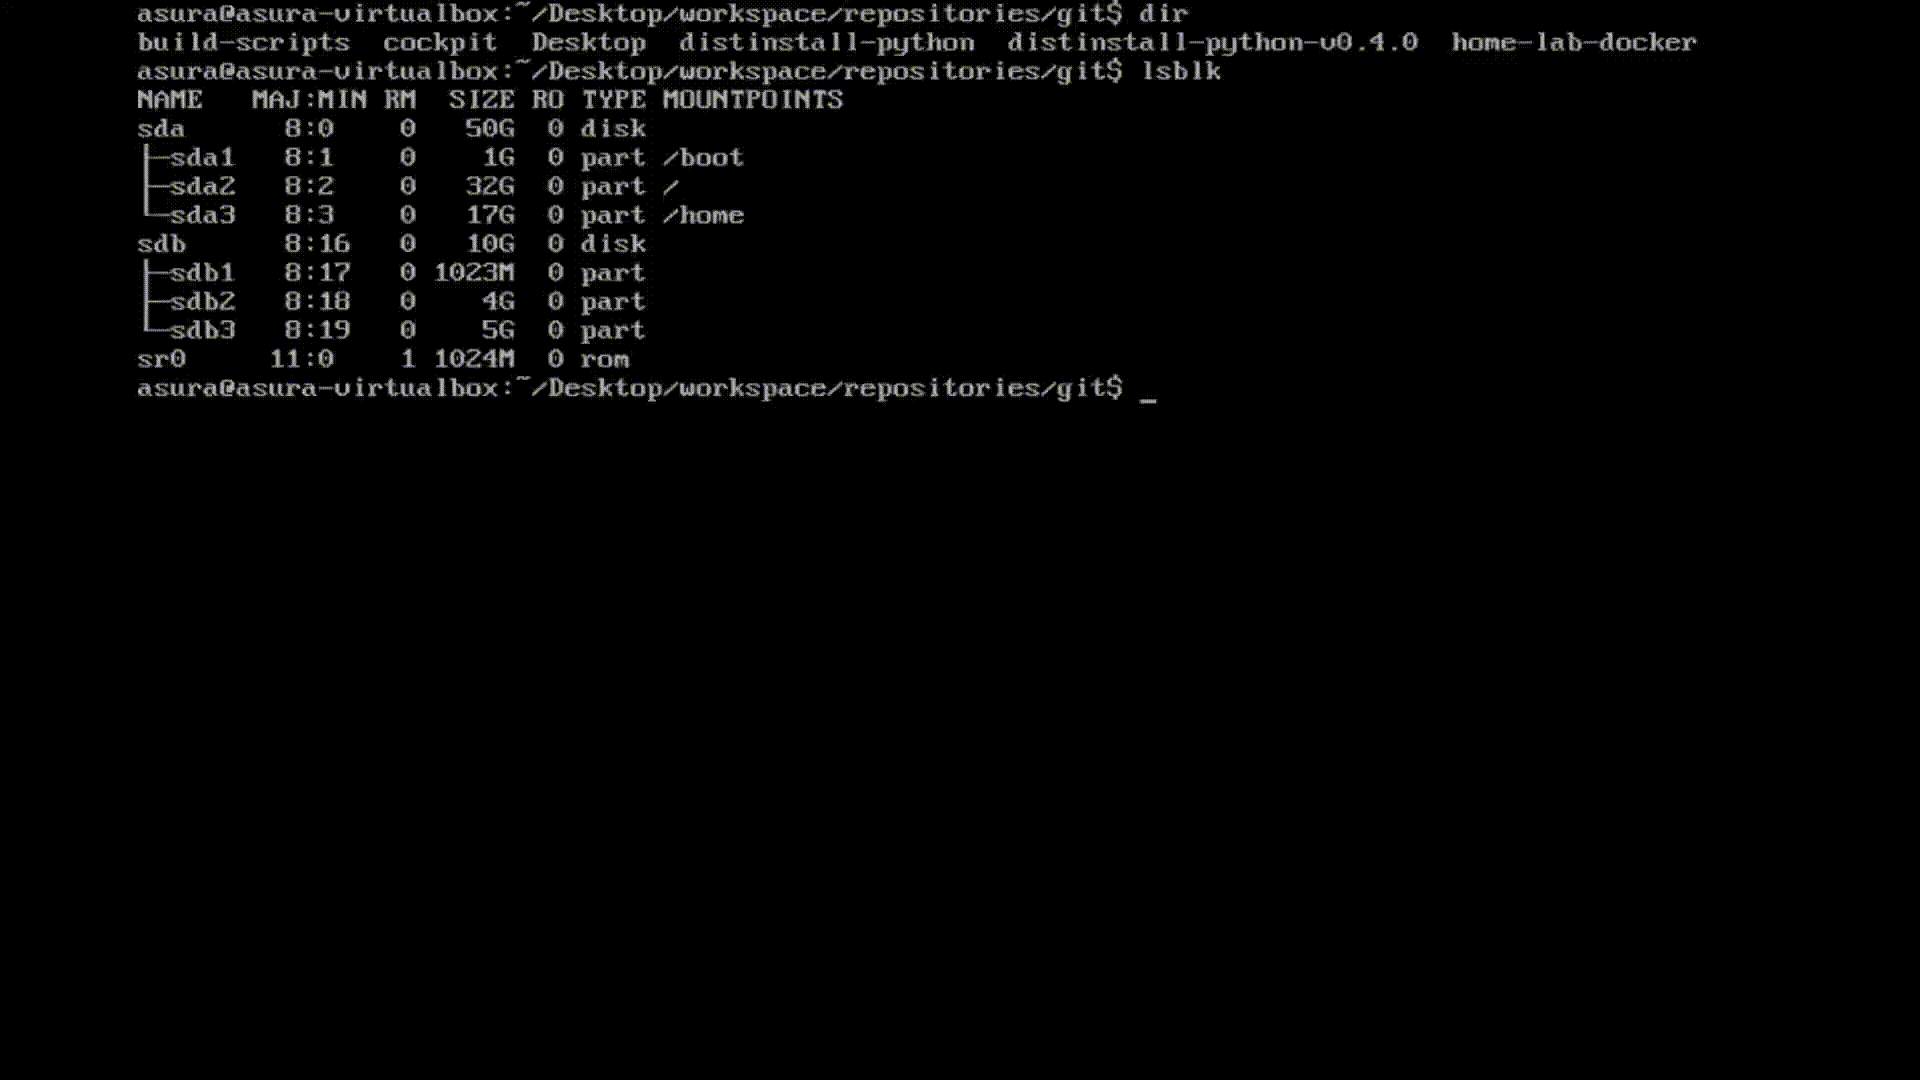 asura@asura-virtualbox:~/Desktop/workspace/repositories/git$ dir
build-scripts  cockpit  Desktop  distinstall-python  distinstall-python-v0.4.0  home-lab-docker
asura@asura-virtualbox:~/Desktop/workspace/repositories/git$ lsblk
NAME   MAJ:MIN RM   SIZE RO TYPE MOUNTPOINTS
sda      8:0    0    50G  0 disk
├─sda1   8:1    0     1G  0 part /boot
├─sda2   8:2    0    32G  0 part /
└─sda3   8:3    0    17G  0 part /home
sdb      8:16   0    10G  0 disk
├─sdb1   8:17   0  1023M  0 part
├─sdb2   8:18   0     4G  0 part
└─sdb3   8:19   0     5G  0 part
sr0     11:0    1  1024M  0 rom
asura@asura-virtualbox:~/Desktop/workspace/repositories/git$ _